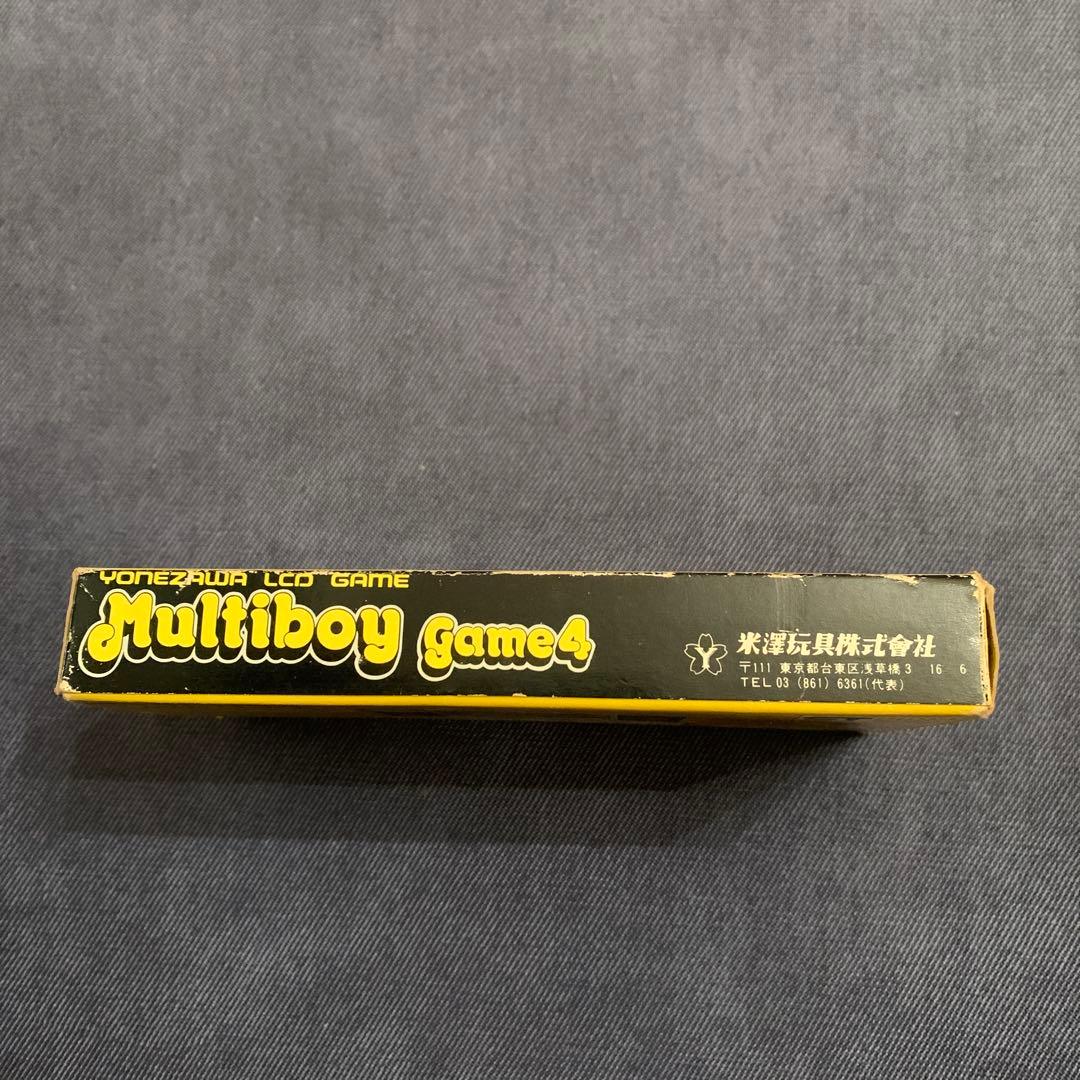 YONEZAWA LCD GAME
Multiboy game4
米澤玩具株式會社
〒111 東京都台東区浅草橋3 16 6
TEL 03 (861) 6361(代表)